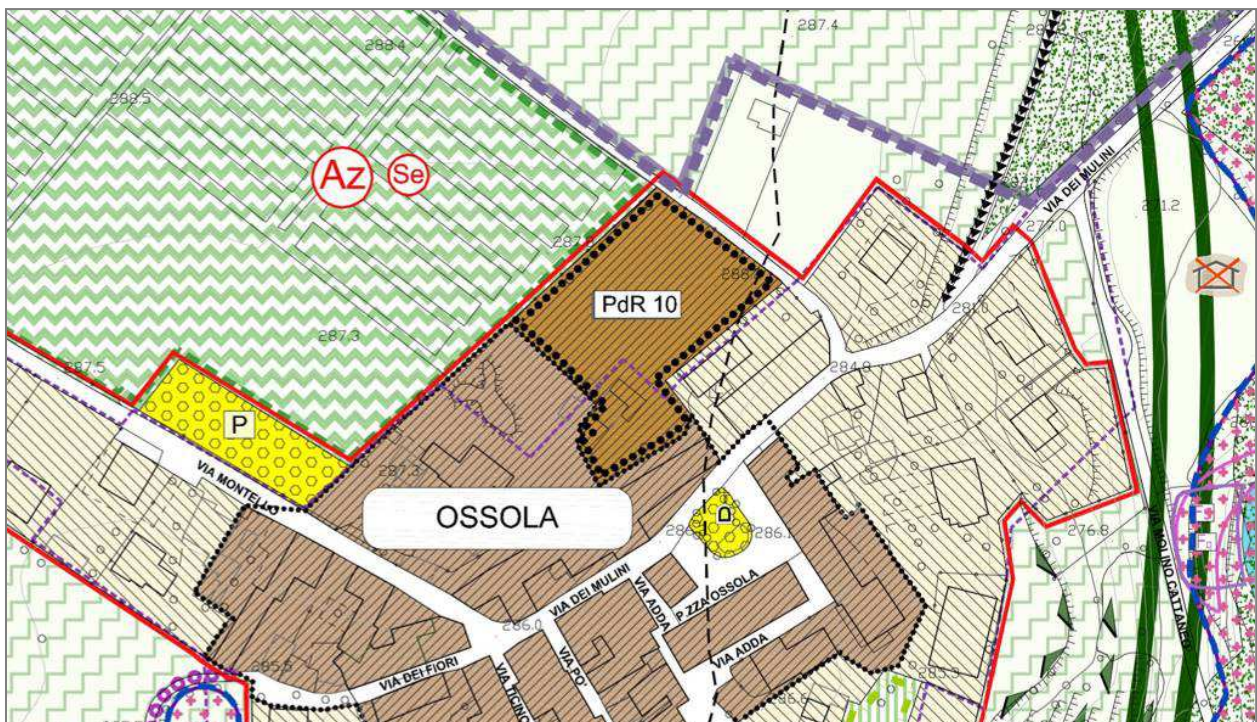 287.4
288.4
288.5
Az
Se
VIA DEI MULINI
271.2
277.0
PdR 10
281.0
287.3
287.5
284.9
P
287.3
VIA MONTELLO
OSSOLA
P
286.1
276.8
VIA DEI MULINI
VIA ADDA
P.ZZA OSSOLA
VIA MOLINO CATTANEO
286.0
VIA ADDA
VIA DEI FIORI
VIA PO'
VIA TICINO
285.5
285.3